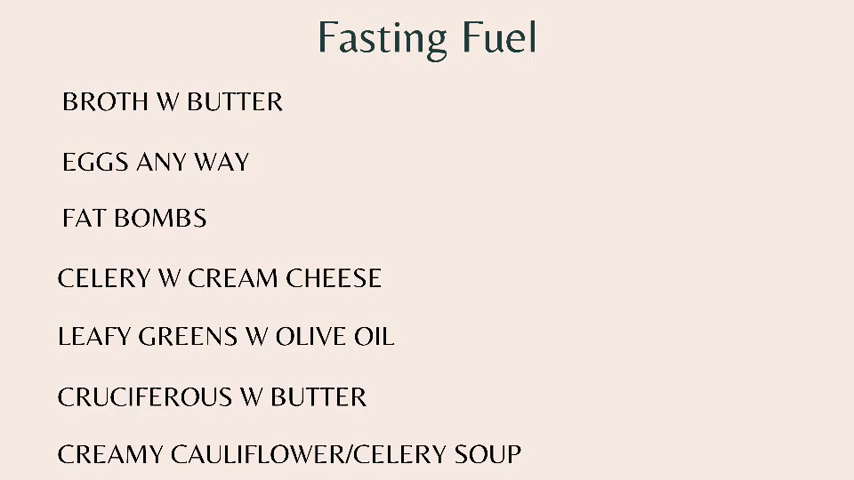 Fasting Fuel
BROTH W BUTTER
EGGS ANY WAY
FAT BOMBS
CELERY W CREAM CHEESE
LEAFY GREENS W OLIVE OIL
CRUCIFEROUS W BUTTER
CREAMY CAULIFLOWER/CELERY SOUP